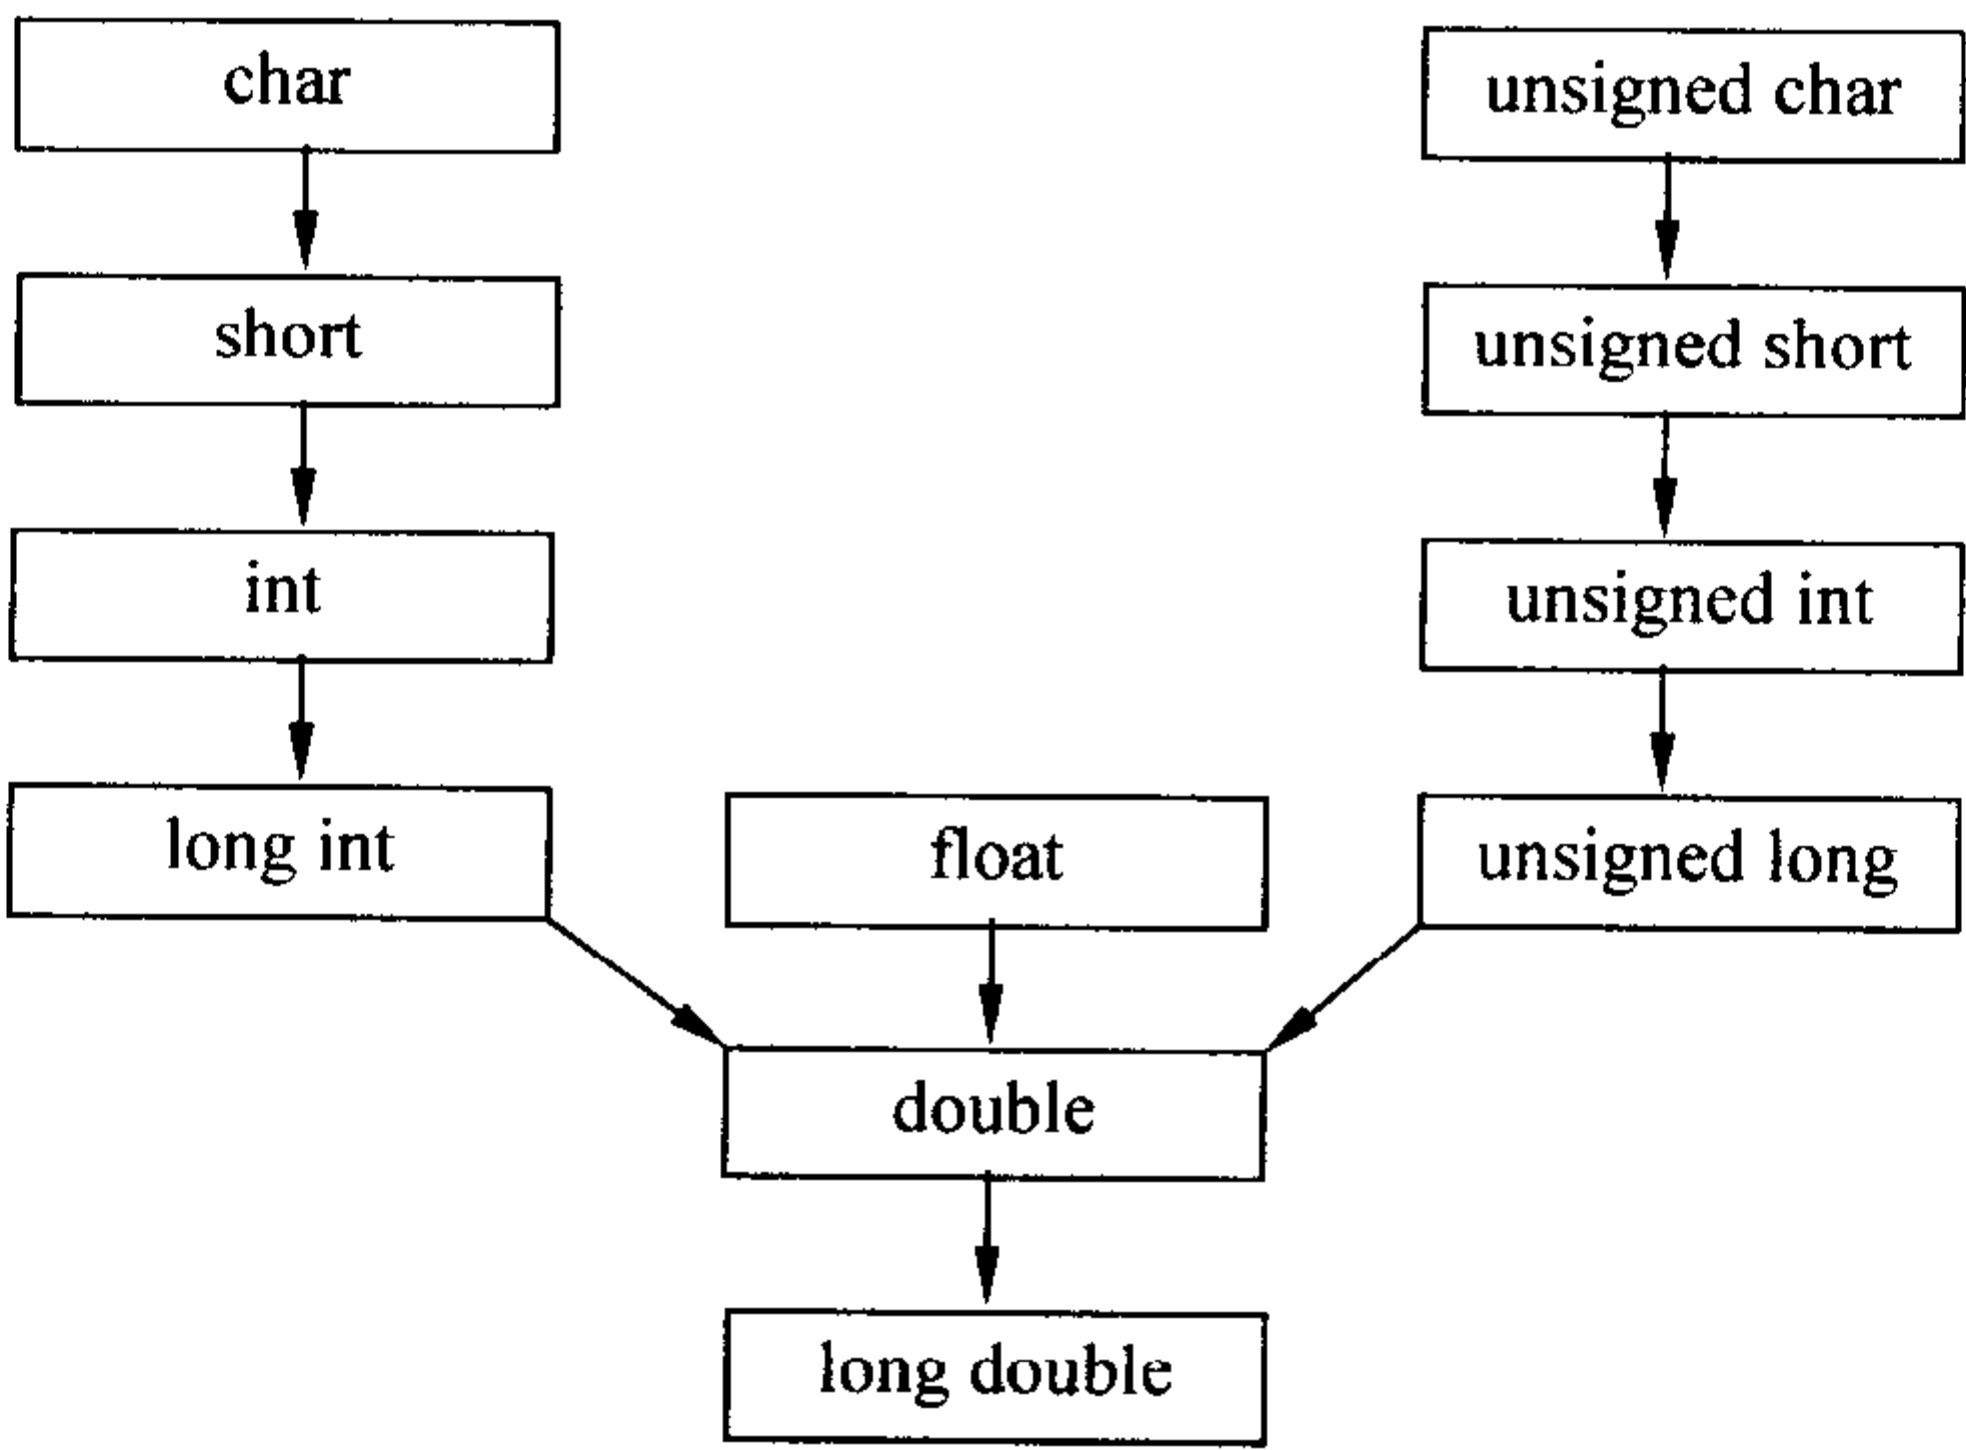 char
unsigned char
short
unsigned short
int
unsigned int
long int
float
unsigned long
double
long double